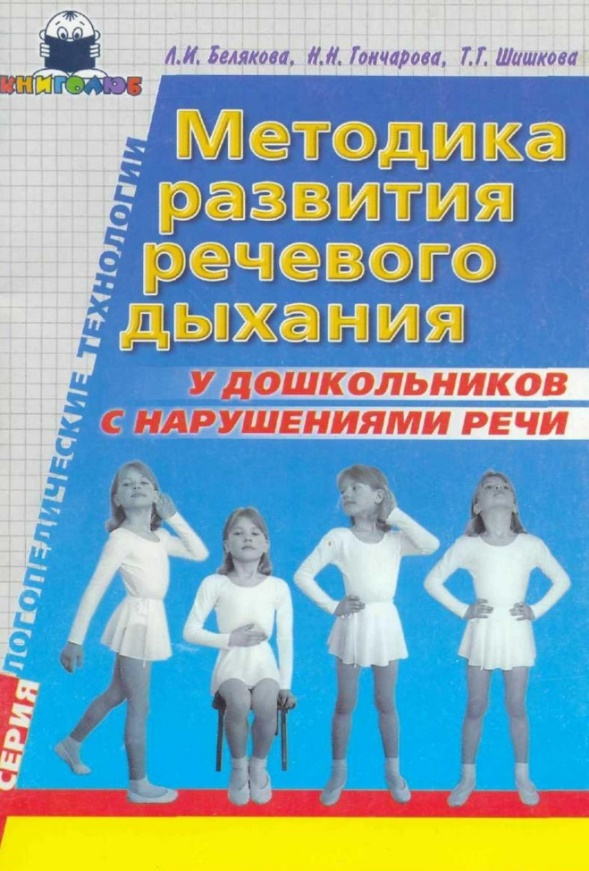 КНИГОЛЮБ
Л.И. Белякова, Н.Н. Гончарова, Т.Г. Шишкова
Методика
развития
речевого
дыхания
У ДОШКОЛЬНИКОВ
С НАРУШЕНИЯМИ РЕЧИ
СЕРИЯ ЛОГОПЕДИЧЕСКИЕ ТЕХНОЛОГИИ